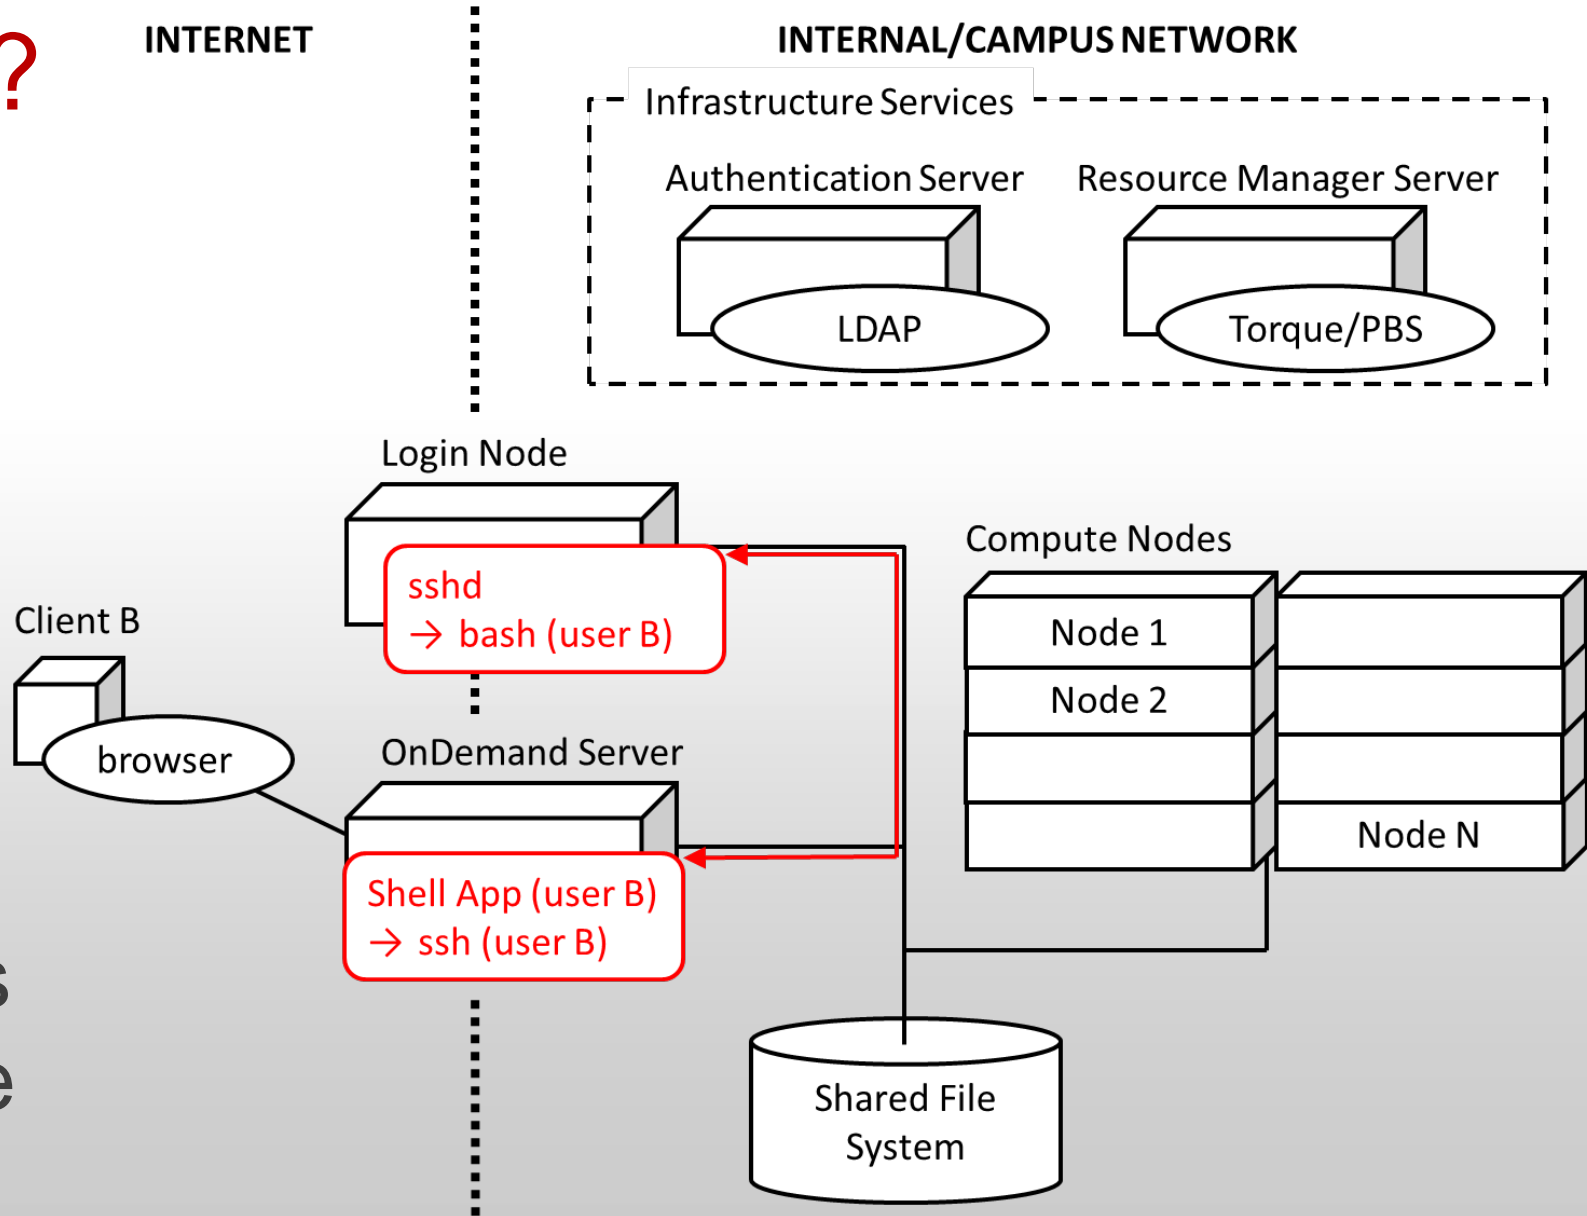 ?
INTERNET
INTERNAL/CAMPUS NETWORK
Infrastructure Services
Authentication Server
Resource Manager Server
LDAP
Torque/PBS
Login Node
sshd
→ bash (user B)
Compute Nodes
Node 1
Node 2
Node N
Client B
browser
OnDemand Server
Shell App (user B)
→ ssh (user B)
s
e
Shared File
System